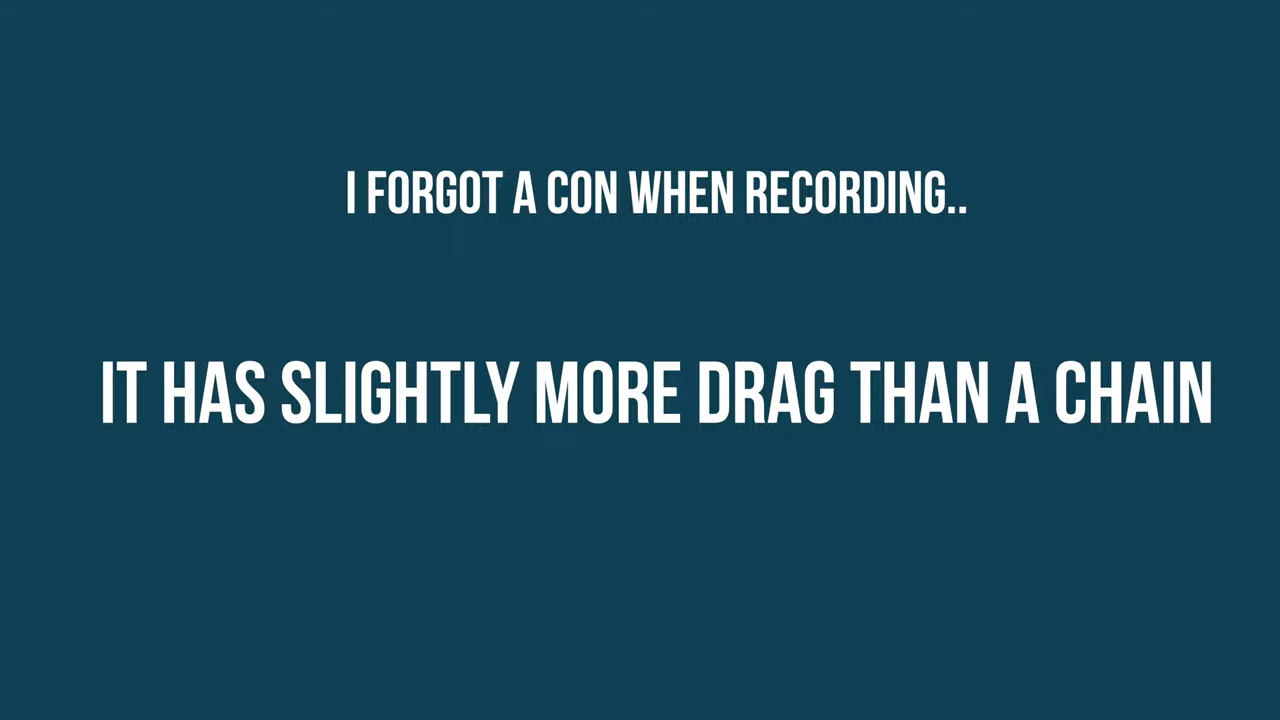 I FORGOT A CON WHEN RECORDING..
IT HAS SLIGHTLY MORE DRAG THAN A CHAIN